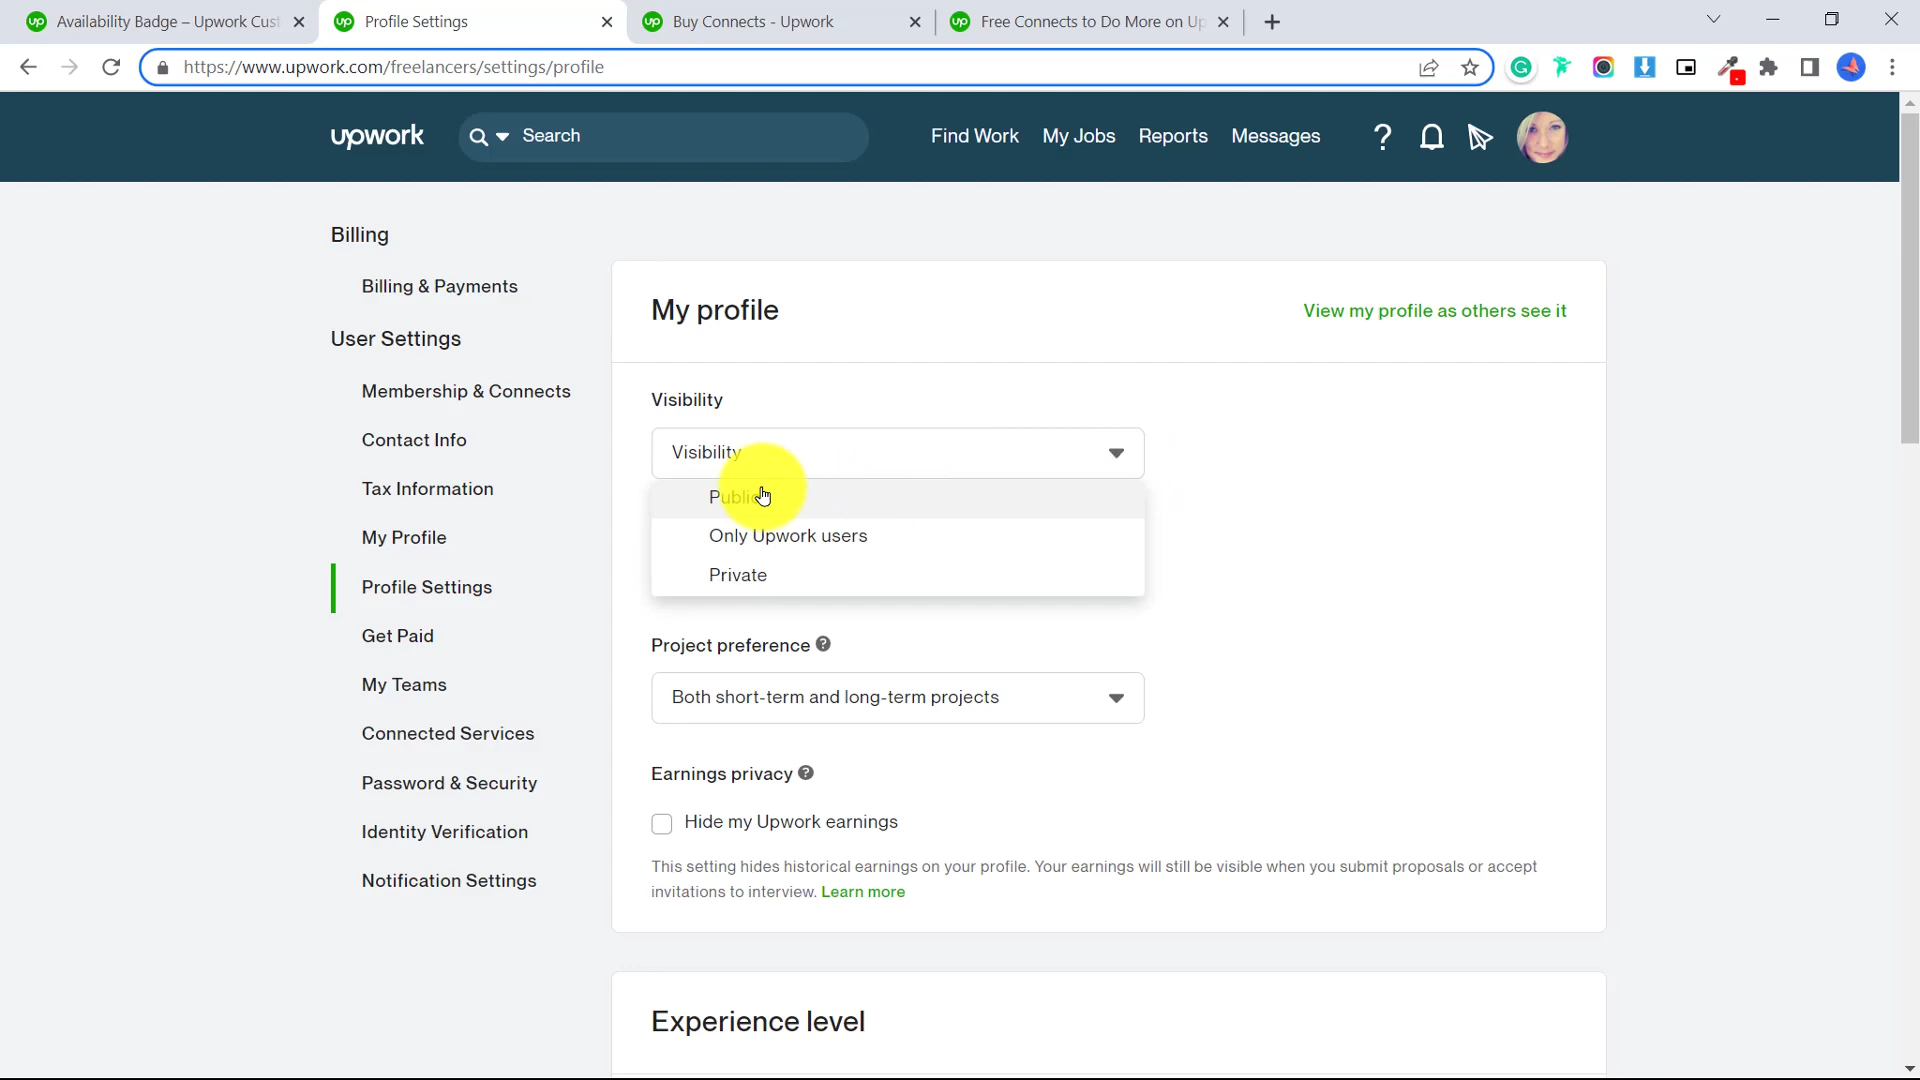 Availability Badge – Upwork Cust
Profile Settings
Buy Connects - Upwork
Free Connects to Do More on Up
https://www.upwork.com/freelancers/settings/profile
upwork
Search
Find Work
My Jobs
Reports
Messages
Billing
Billing & Payments
User Settings
Membership & Connects
Contact Info
Tax Information
My Profile
Profile Settings
Get Paid
My Teams
Connected Services
Password & Security
Identity Verification
Notification Settings
My profile
View my profile as others see it
Visibility
Visibility
Public
Only Upwork users
Private
Project preference
Both short-term and long-term projects
Earnings privacy
Hide my Upwork earnings
This setting hides historical earnings on your profile. Your earnings will still be visible when you submit proposals or accept
invitations to interview. Learn more
Experience level